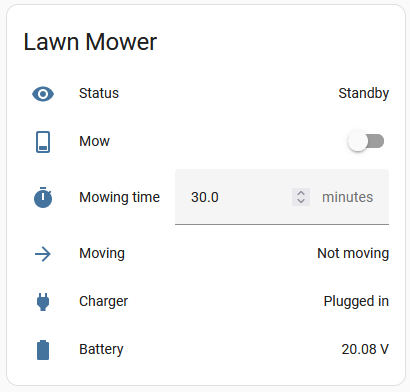 Lawn Mower
Status Standby
Mow
Mowing time 30.0 minutes
Moving Not moving
Charger Plugged in
Battery 20.08 V